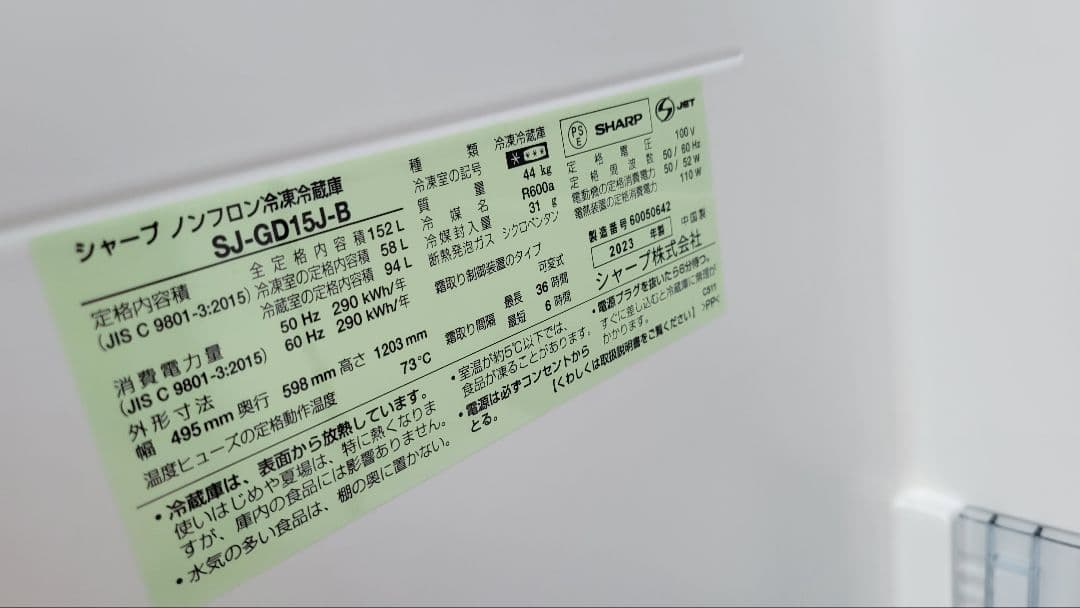 シャープ ノンフロン冷凍冷蔵庫
SJ-GD15J-B
定格内容積
(JIS C 9801-3:2015)
全定格内容積 152 L
冷凍室の定格内容積 58 L
冷蔵室の定格内容積 94 L
消費電力量
(JIS C 9801-3:2015)
50 Hz 290 kWh/年
60 Hz 290 kWh/年
外形寸法
幅 495 mm 奥行 598 mm 高さ 1203 mm
温度ヒューズの定格動作温度 73℃
種類 冷凍冷蔵庫
冷凍室の記号
質量 44 kg
冷媒名 R600a
冷媒封入量 31 g
断熱発泡ガス シクロペンタン
霜取り制御装置のタイプ
可変式
霜取り間隔 最長 36 時間
最短 6 時間
PSE SHARP JET
定格電圧 100 V
定格周波数 50 / 60 Hz
電動機の定格消費電力 50 / 52 W
電熱装置の定格消費電力 110 W
製造番号 60050642
2023 年製 中国製
シャープ株式会社
・冷蔵庫は、表面から放熱しています。
使いはじめや夏場は、特に熱くなりま
すが、庫内の食品には影響ありません。
・水気の多い食品は、棚の奥に置かない。
・室温が約5℃以下では、
食品が凍ることがあります。
・電源は必ずコンセントから
とる。
・電源プラグを抜いたら6分待つ。
すぐに差し込むと冷蔵庫に無理が
かかります。
【くわしくは取扱説明書をご覧ください】
C511
>PP<